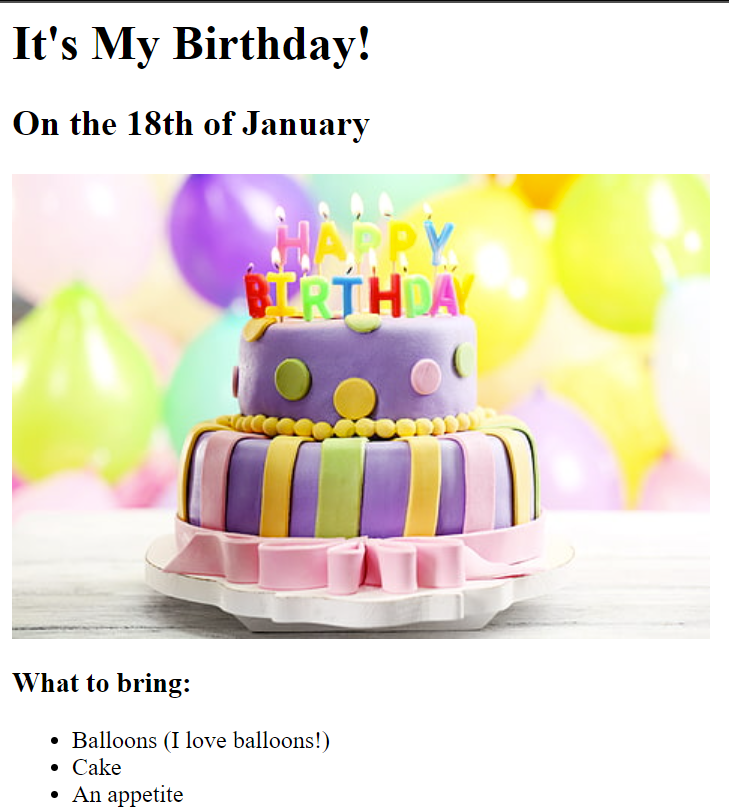 It's My Birthday!
On the 18th of January
HAPPY
BIRTHDAY
What to bring:
Balloons (I love balloons!)
Cake
An appetite